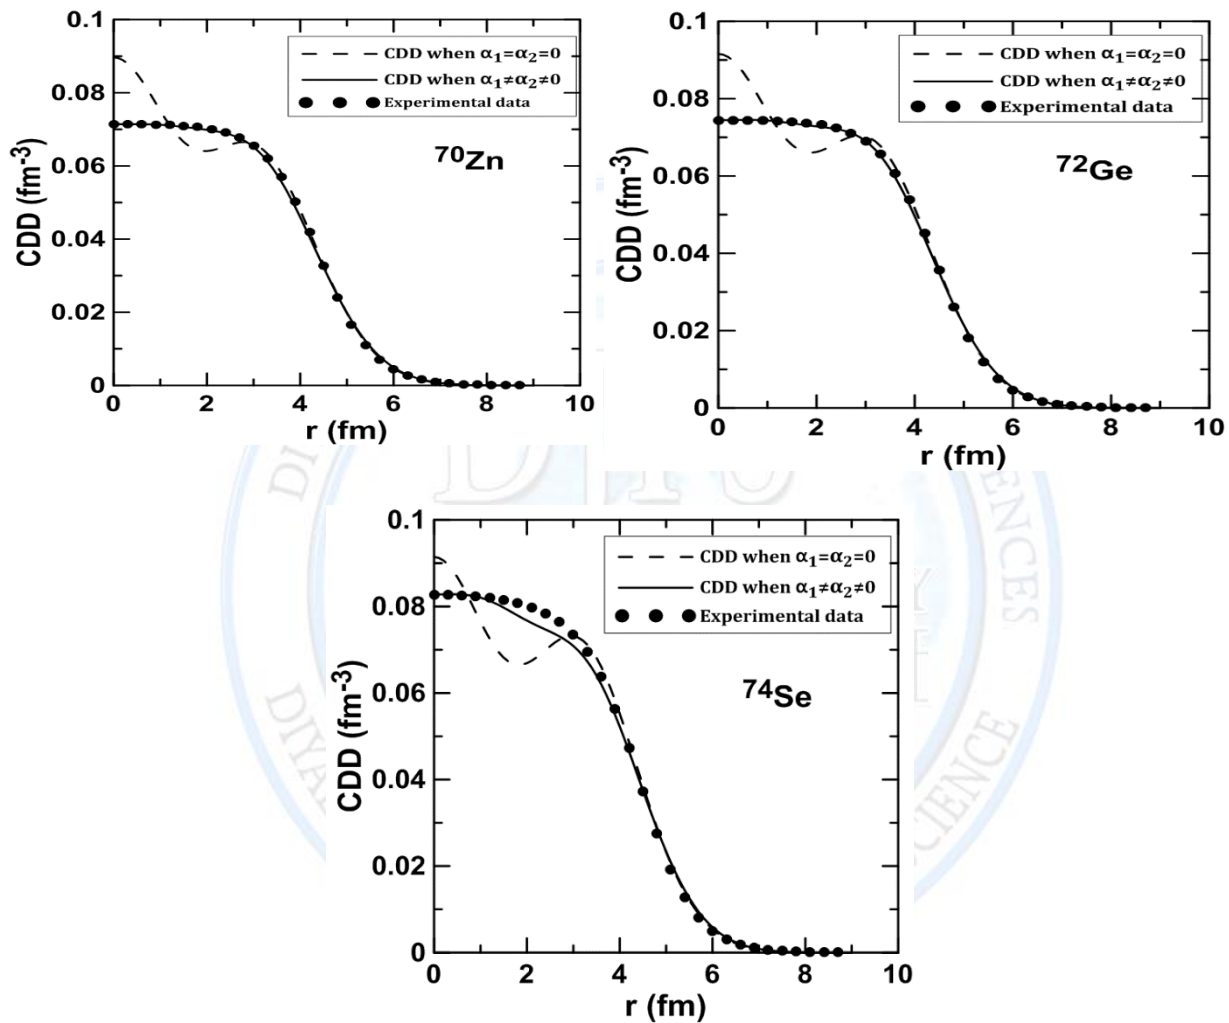 0.1
0.08
0.06
0.04
0.02
0
CDD (fm⁻³)
CDD when α₁=α₂=0
CDD when α₁≠α₂≠0
Experimental data
⁷⁰Zn
0 2 4 6 8 10
r (fm)
0.1
0.08
0.06
0.04
0.02
0
CDD (fm⁻³)
CDD when α₁=α₂=0
CDD when α₁≠α₂≠0
Experimental data
⁷²Ge
0 2 4 6 8 10
r (fm)
0.1
0.08
0.06
0.04
0.02
0
CDD (fm⁻³)
CDD when α₁=α₂=0
CDD when α₁≠α₂≠0
Experimental data
⁷⁴Se
0 2 4 6 8 10
r (fm)
DI
ENCES
DIYA
CIENCE